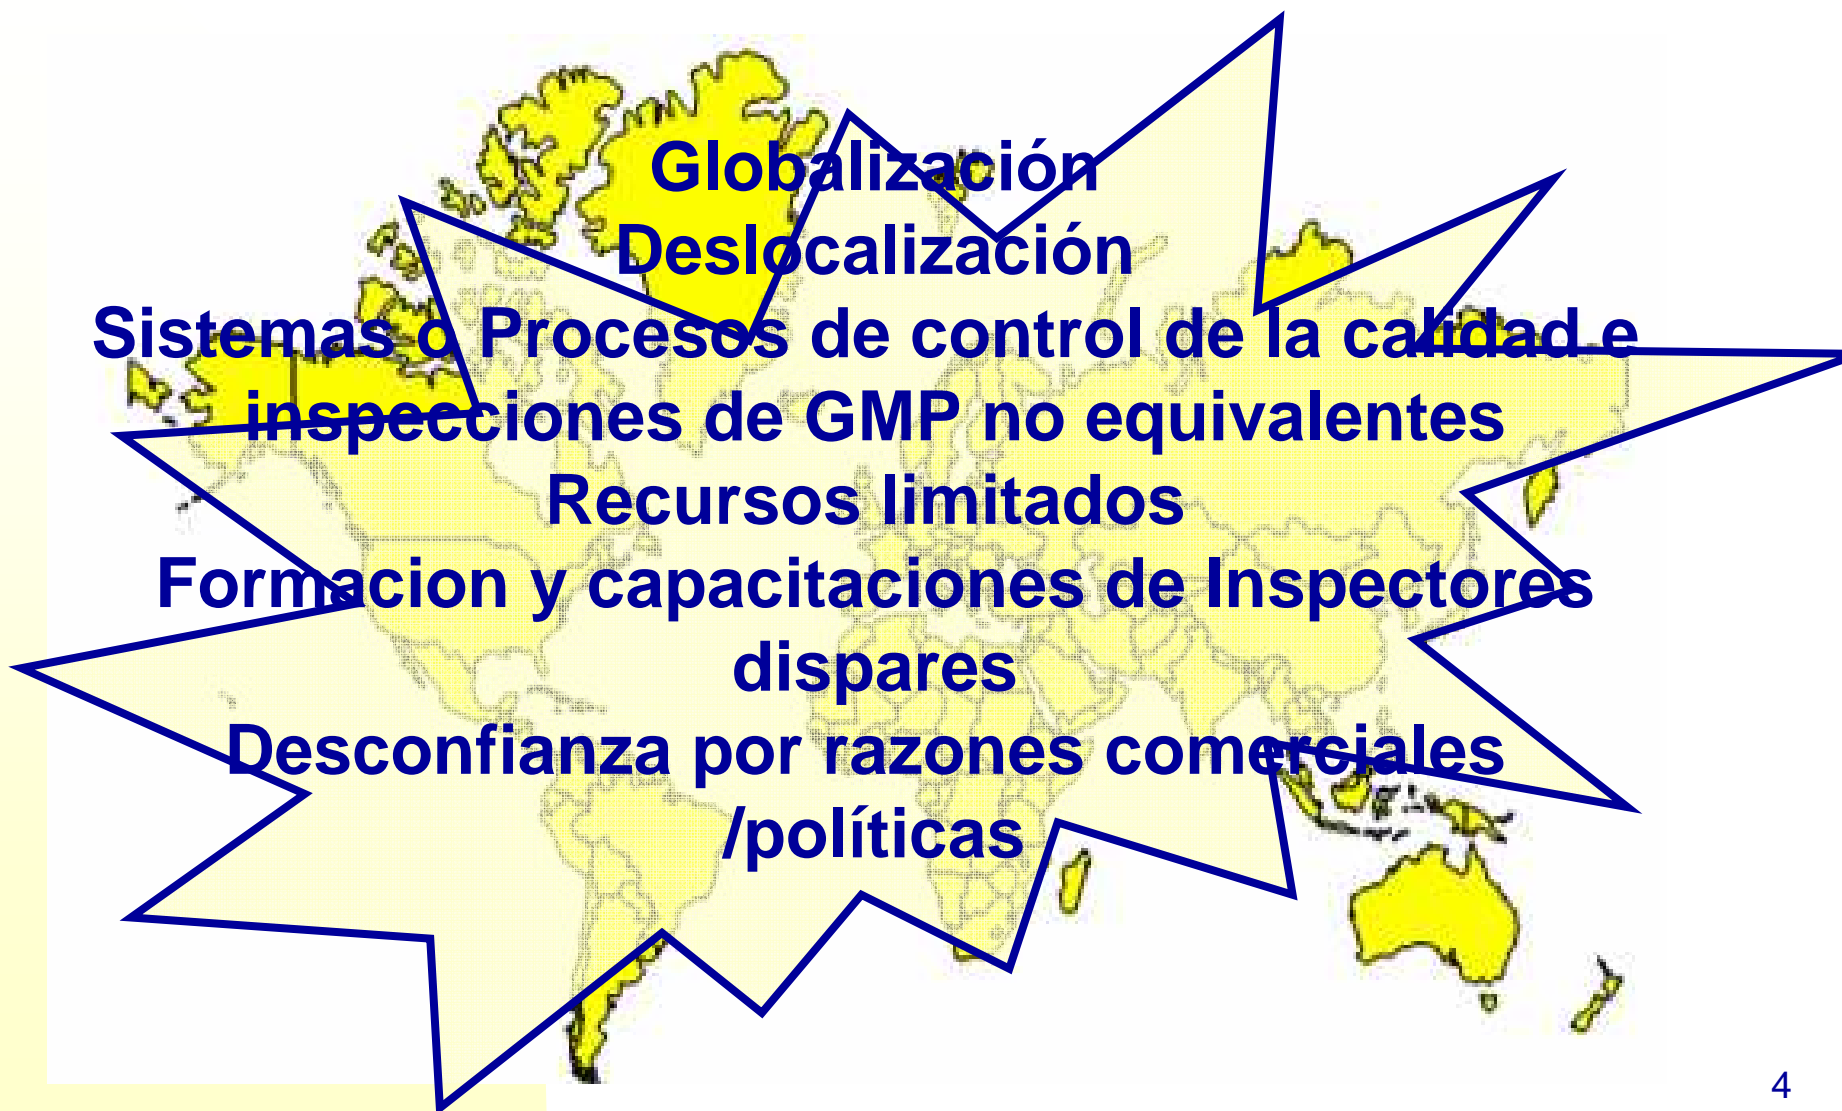 Globalización
Deslocalización
Sistemas o Procesos de control de la calidad e
inspecciones de GMP no equivalentes
Recursos limitados
Formacion y capacitaciones de Inspectores
dispares
Desconfianza por razones comerciales
/políticas
4